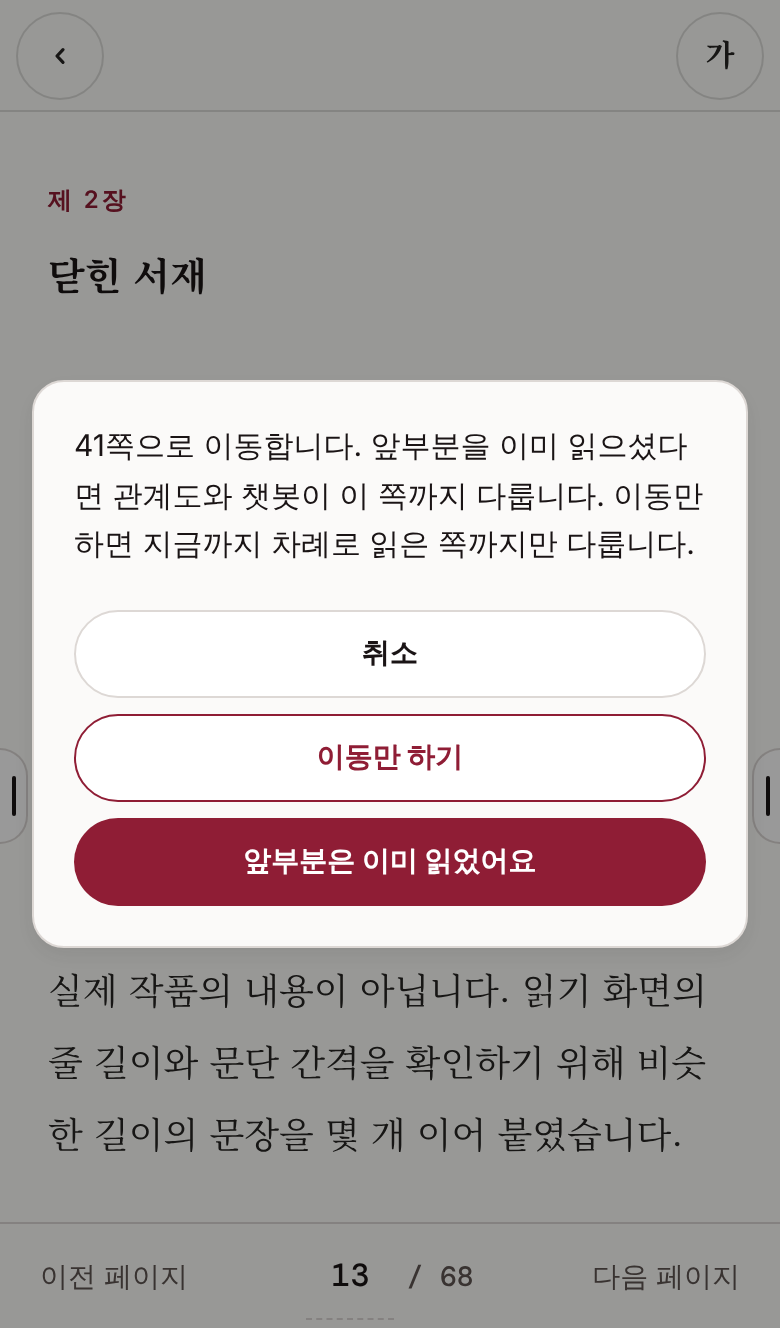 가
제 2장
닫힌 서재
41쪽으로 이동합니다. 앞부분을 이미 읽으셨다
면 관계도와 챗봇이 이 쪽까지 다룹니다. 이동만
하면 지금까지 차례로 읽은 쪽까지만 다룹니다.
취소
이동만 하기
앞부분은 이미 읽었어요
실제 작품의 내용이 아닙니다. 읽기 화면의
줄 길이와 문단 간격을 확인하기 위해 비슷
한 길이의 문장을 몇 개 이어 붙였습니다.
이전 페이지 13 / 68 다음 페이지